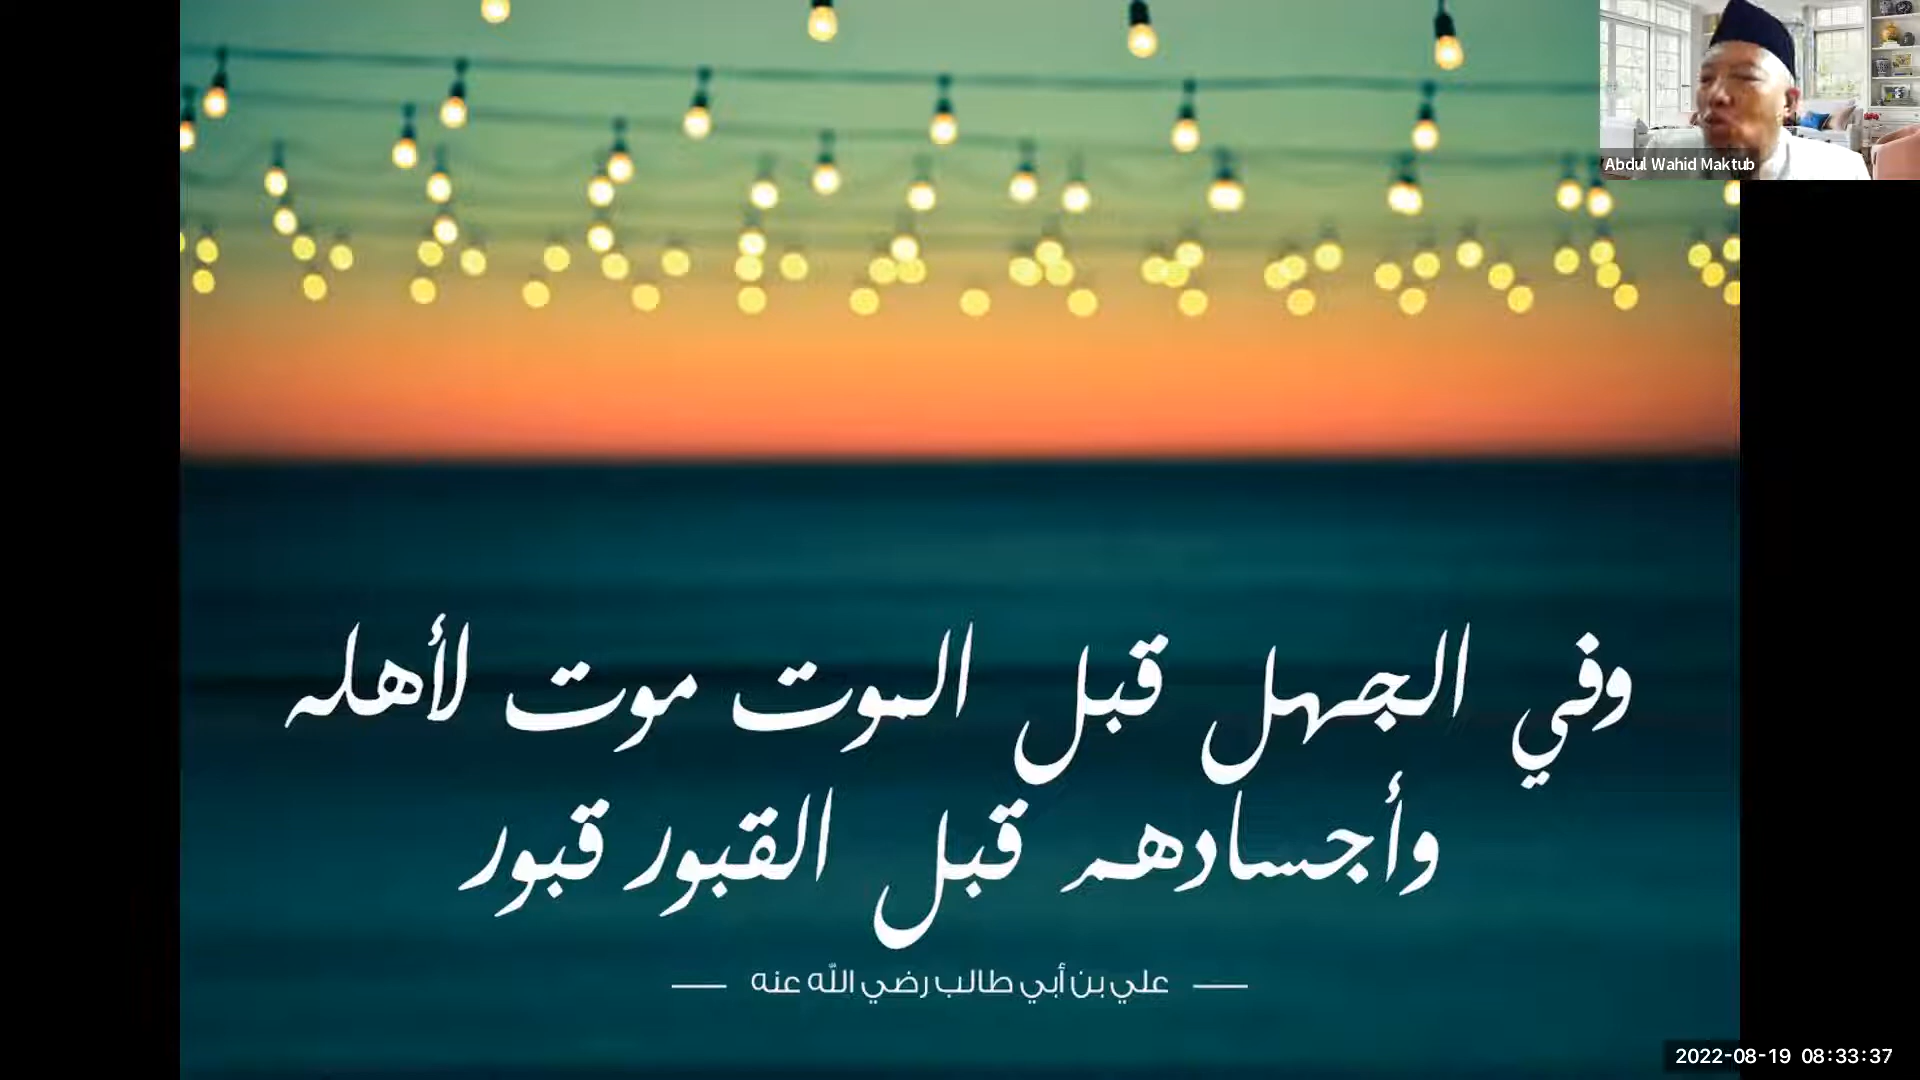 Abdul Wahid Maktub
وفي الجهل قبل الموت موت لأهله
وأجسادهم قبل القبور قبور
علي بن أبي طالب رضي الله عنه
2022-08-19 08:33:37